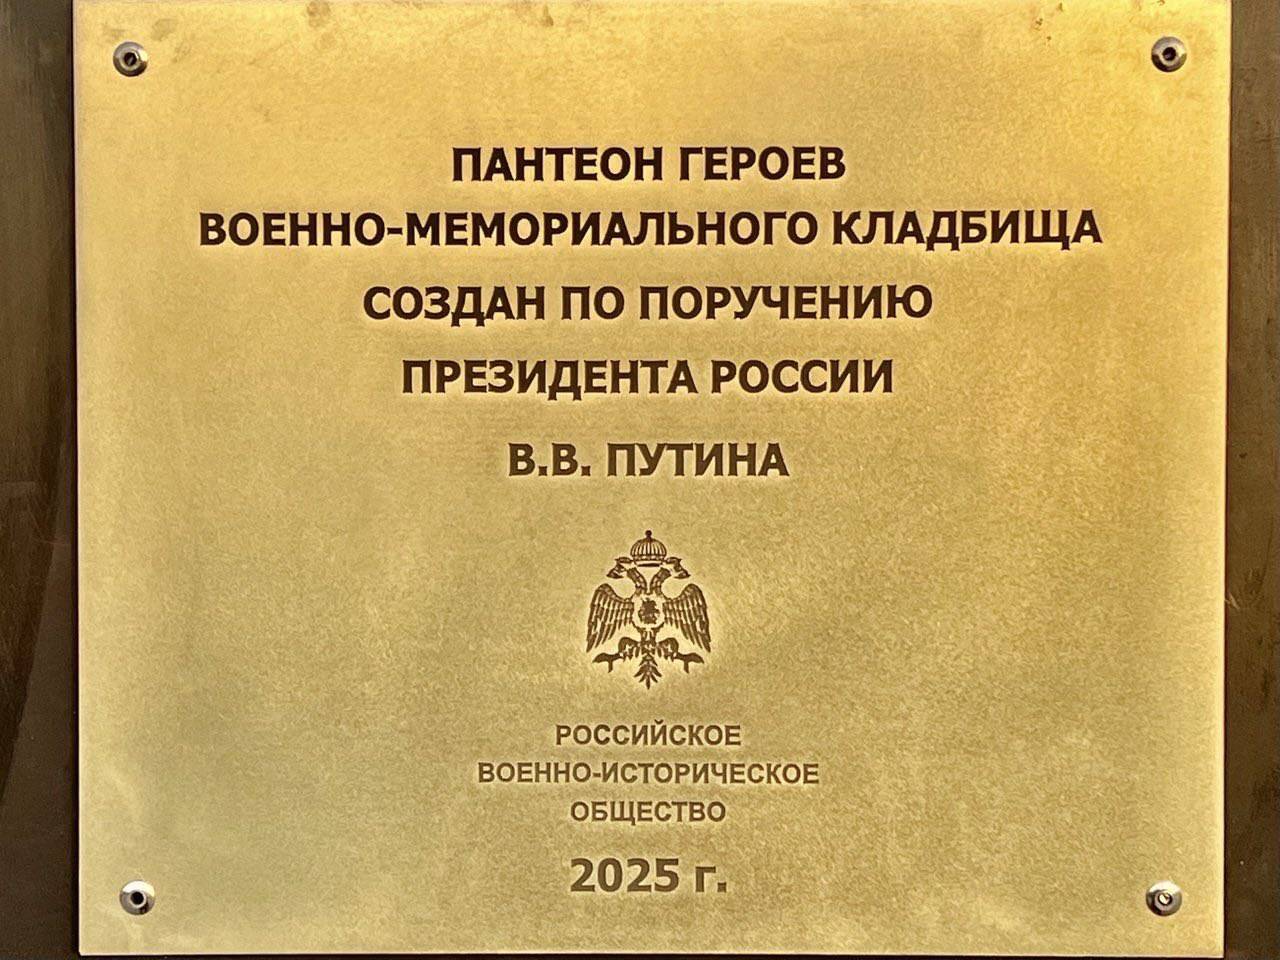 ПАНТЕОН ГЕРОЕВ
ВОЕННО-МЕМОРИАЛЬНОГО КЛАДБИЩА
СОЗДАН ПО ПОРУЧЕНИЮ
ПРЕЗИДЕНТА РОССИИ
В.В. ПУТИНА
РОССИЙСКОЕ
ВОЕННО-ИСТОРИЧЕСКОЕ
ОБЩЕСТВО
2025 г.